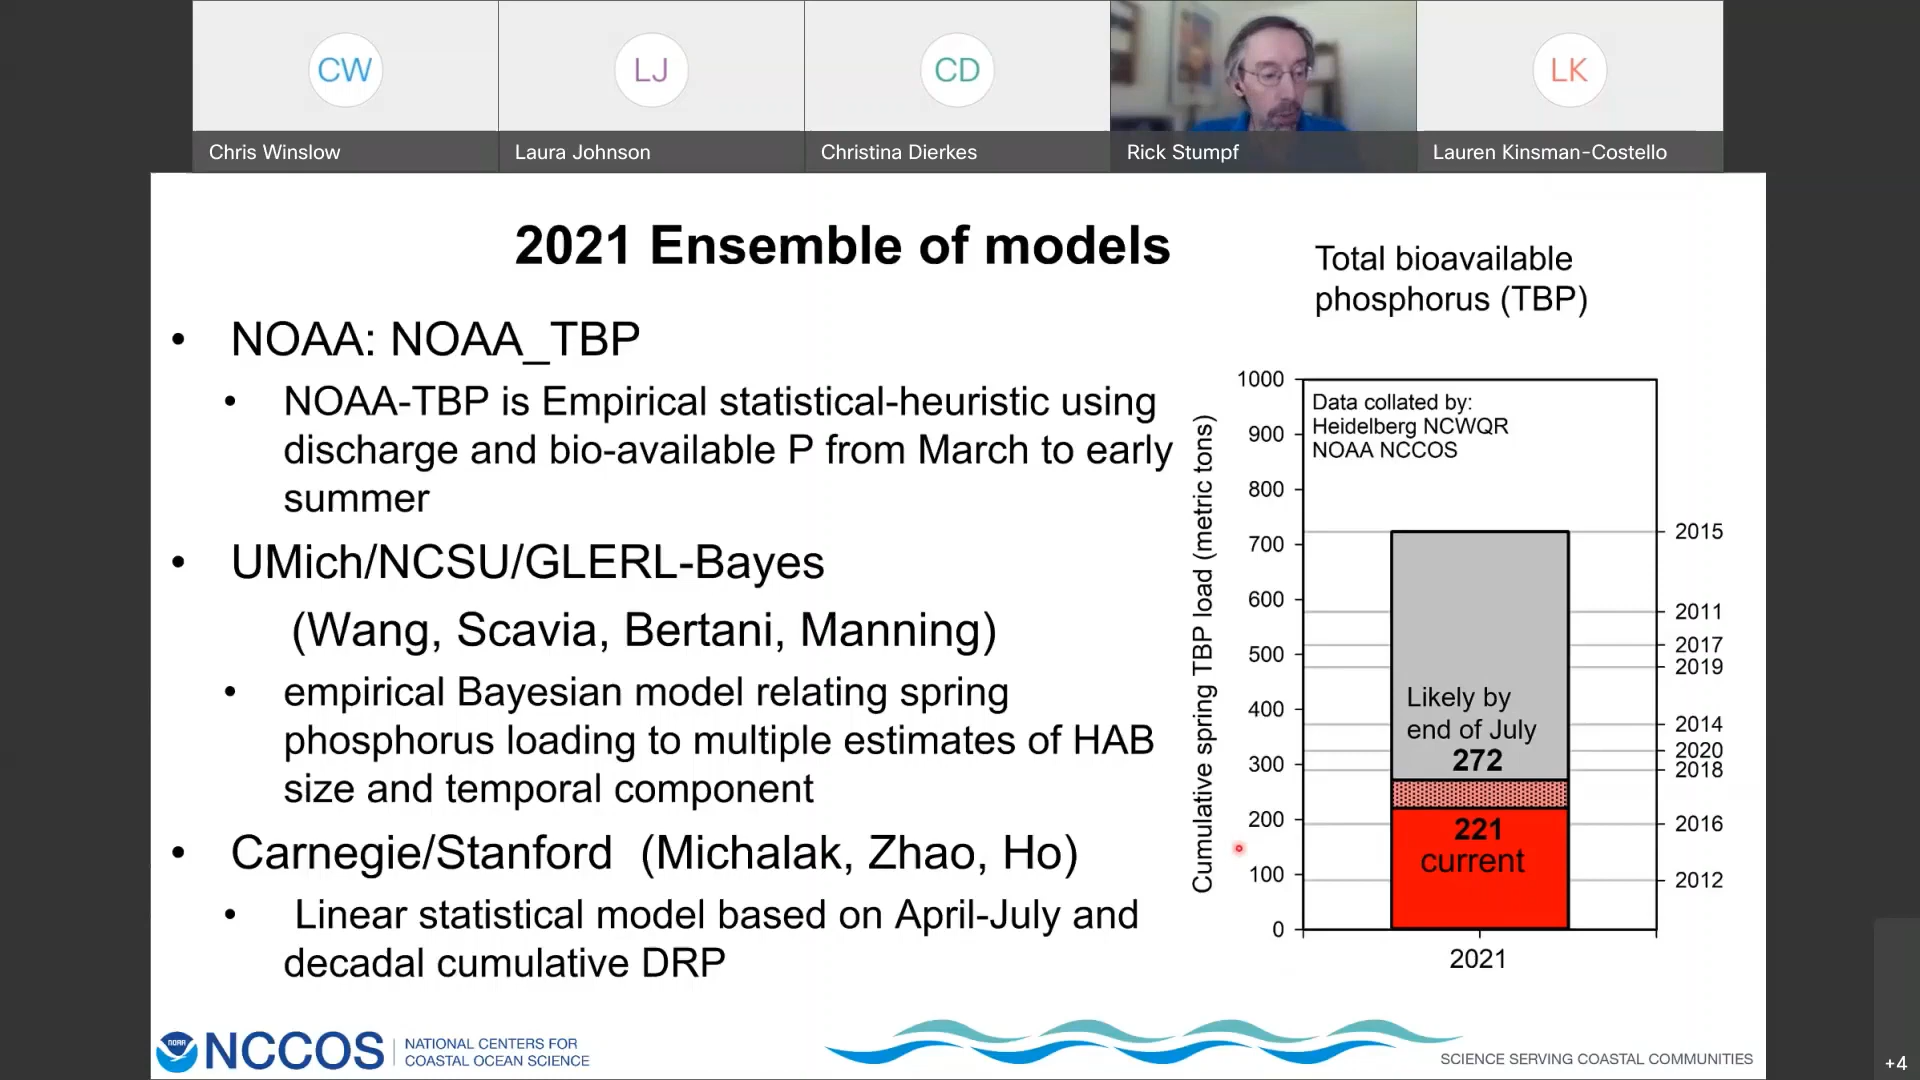 CW
LJ
CD
LK
Chris Winslow
Laura Johnson
Christina Dierkes
Rick Stumpf
Lauren Kinsman-Costello
2021 Ensemble of models
• NOAA: NOAA_TBP
• NOAA-TBP is Empirical statistical-heuristic using
discharge and bio-available P from March to early
summer
• UMich/NCSU/GLERL-Bayes
(Wang, Scavia, Bertani, Manning)
• empirical Bayesian model relating spring
phosphorus loading to multiple estimates of HAB
size and temporal component
• Carnegie/Stanford (Michalak, Zhao, Ho)
• Linear statistical model based on April-July and
decadal cumulative DRP
Total bioavailable
phosphorus (TBP)
Cumulative spring TBP load (metric tons)
1000
900
800
700
600
500
400
300
200
100
0
Data collated by:
Heidelberg NCWQR
NOAA NCCOS
Likely by
end of July
272
221
current
2015
2011
2017
2019
2014
2020
2018
2016
2012
2021
NOAA
NCCOS
NATIONAL CENTERS FOR
COASTAL OCEAN SCIENCE
SCIENCE SERVING COASTAL COMMUNITIES
+4